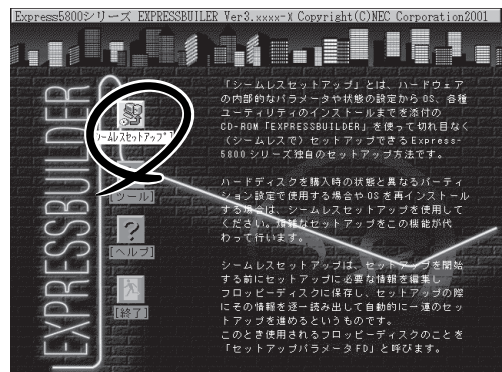 Express5800シリーズ EXPRESSBUILER Ver3.xxxx-X Copyright(C)NEC Corporation2001
EXPRESSBUILDER
シームレスセットアップ
[ツール]
?
[ヘルプ]
[終了]
「シームレスセットアップ」とは、ハードウェア
の内部的なパラメータや状態の設定からOS、各種
ユーティリティのインストールまでを添付の
CD-ROM「EXPRESSBUILDER」を使って切れ目なく
(シームレスで)セットアップできるExpress-
5800シリーズ独自のセットアップ方法です。
ハードディスクを購入時の状態と異なるパーティ
ション設定で使用する場合やOSを再インストール
する場合は、シームレスセットアップを使用して
ください。煩雑なセットアップをこの機能が代
わって行います。
シームレスセットアップは、セットアップを開始
する前にセットアップに必要な情報を編集し
フロッピーディスクに保存し、セットアップの際
にその情報を逐一読み出して自動的に一連のセッ
トアップを進めるというものです。
このとき使用されるフロッピーディスクのことを
「セットアップパラメータFD」と呼びます。